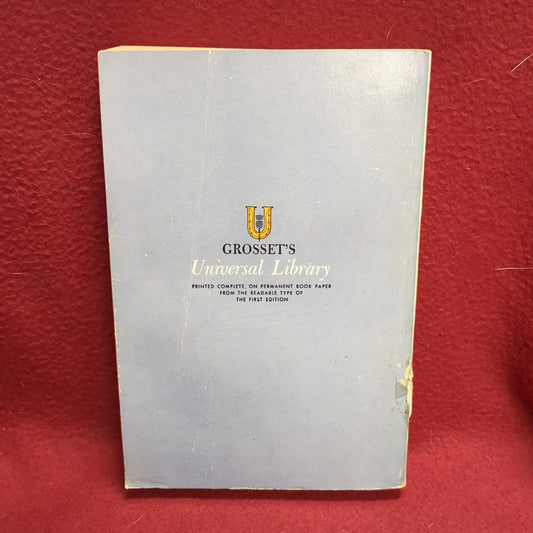 U
GROSSET'S
Universal Library
PRINTED COMPLETE, ON PERMANENT BOOK PAPER
FROM THE READABLE TYPE OF
THE FIRST EDITION